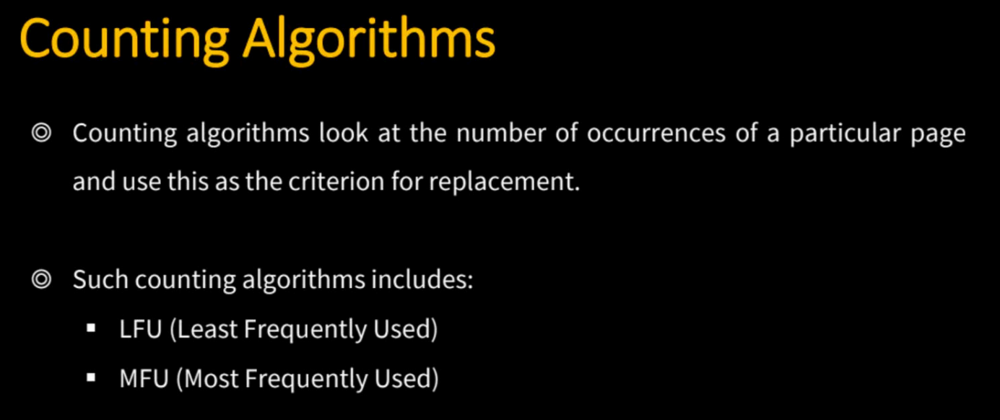 Counting Algorithms
◎ Counting algorithms look at the number of occurrences of a particular page
and use this as the criterion for replacement.
◎ Such counting algorithms includes:
▪ LFU (Least Frequently Used)
▪ MFU (Most Frequently Used)